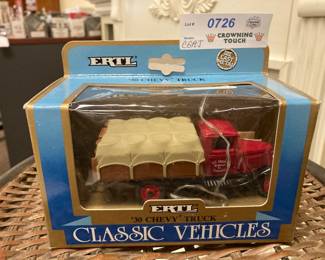 Lot #
0726
CROWNING
TOUCH
ERTL
'30 CHEVY TRUCK
ERTL
'30 CHEVY TRUCK
CLASSIC VEHICLES